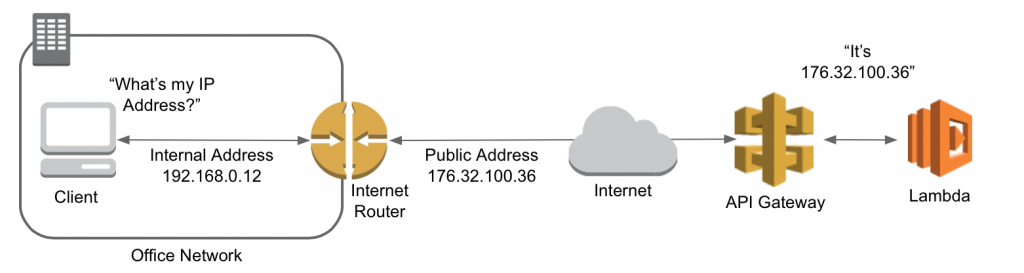 “What’s my IP
Address?”
Internal Address
192.168.0.12
Client
Internet
Router
Office Network
Public Address
176.32.100.36
Internet
API Gateway
“It’s
176.32.100.36”
Lambda